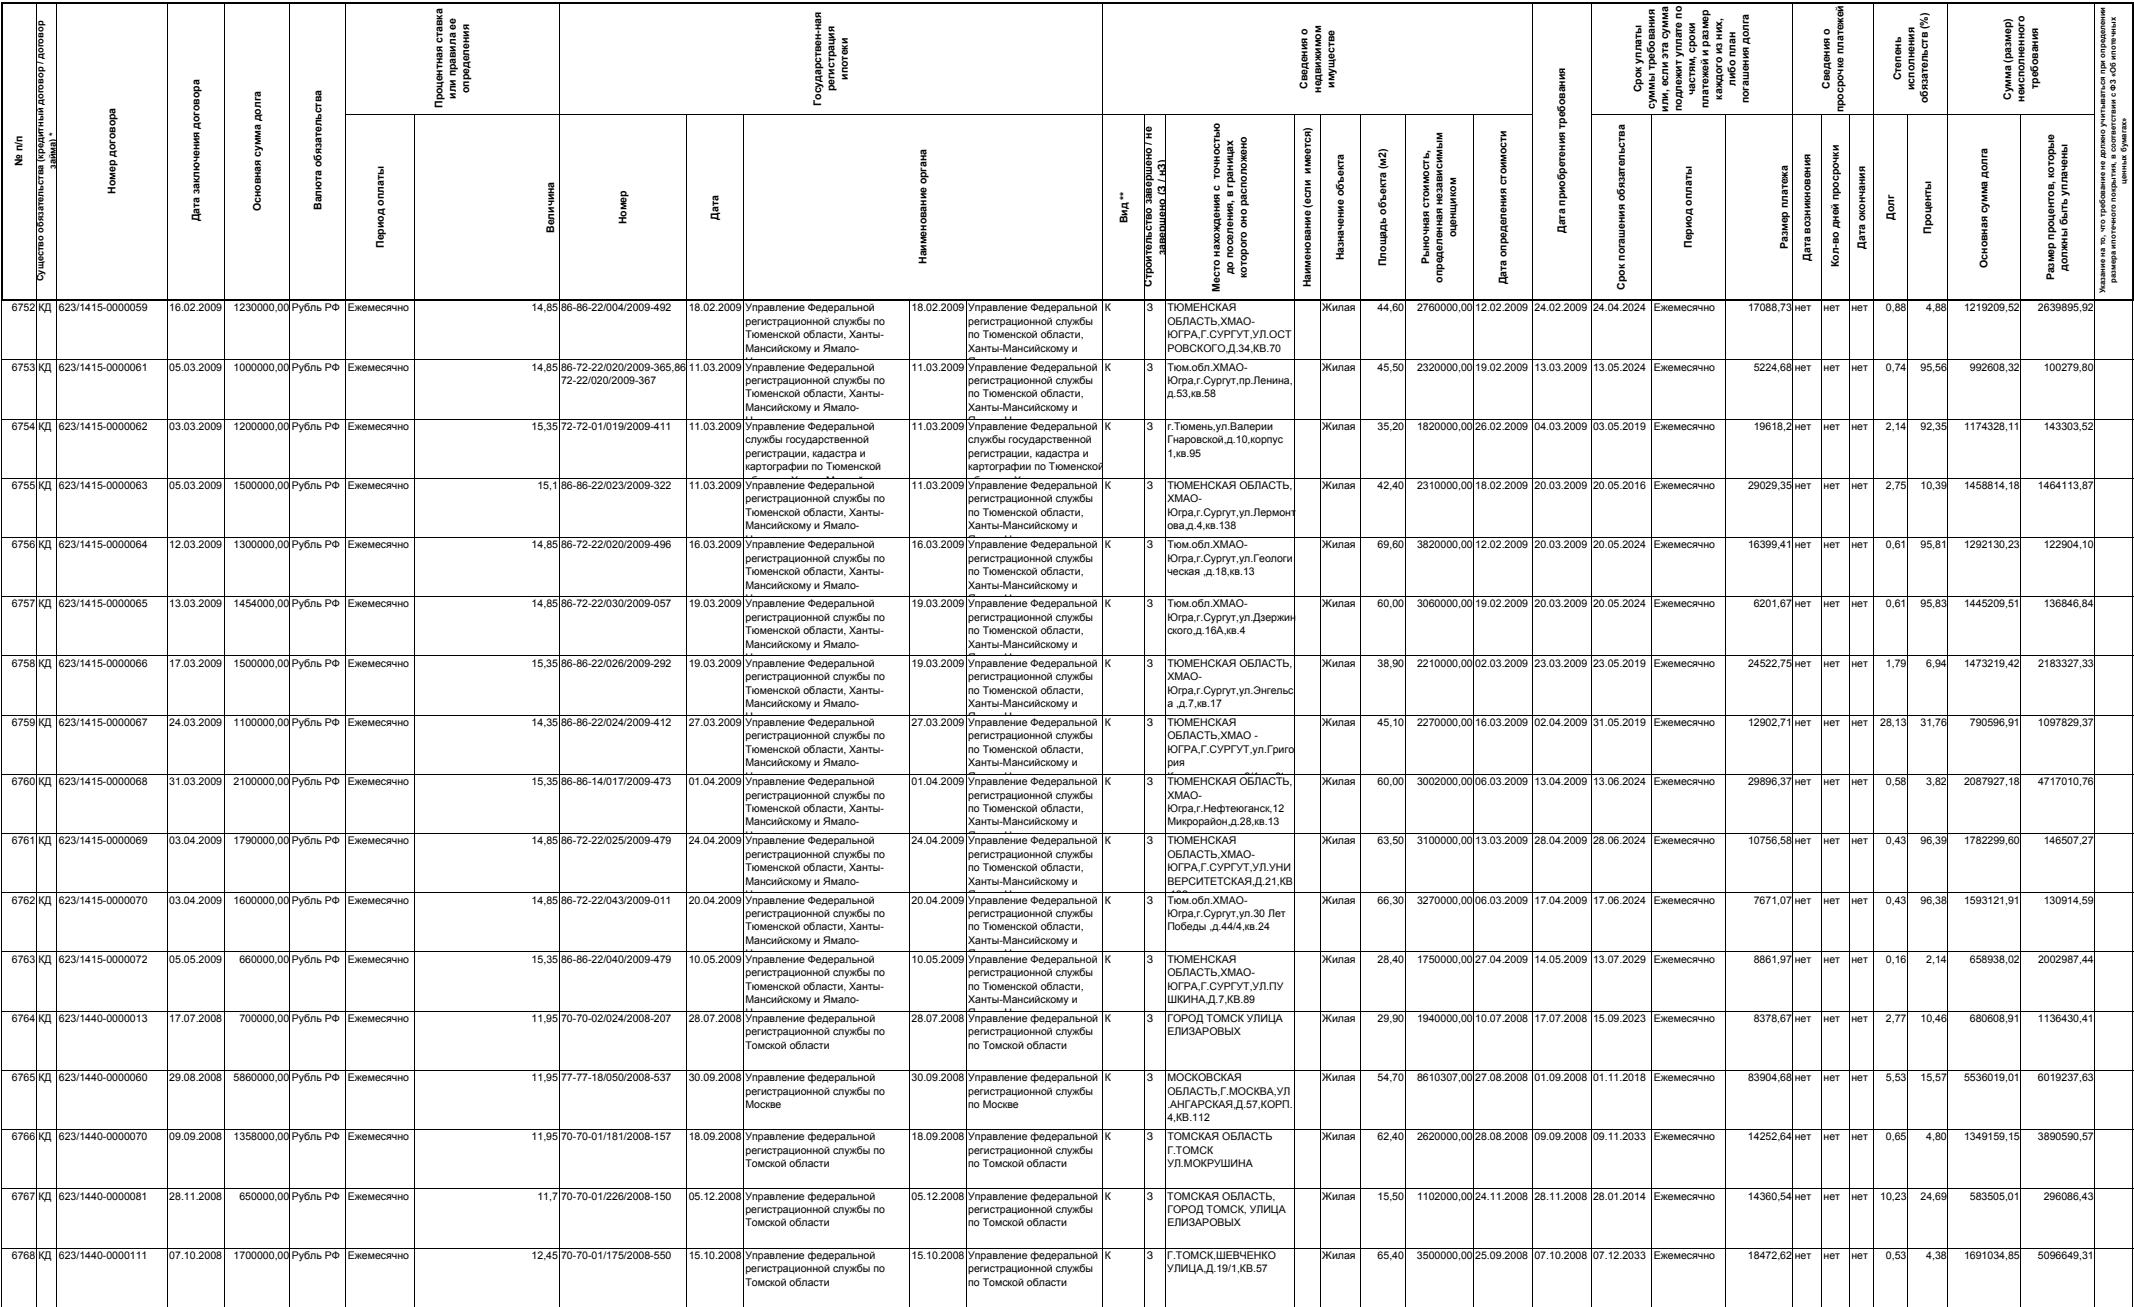 № п/п
Существо обязательства (кредитный договор / договор займа) *
Номер договора
Дата заключения договора
Основная сумма долга
Валюта обязательства
Процентная ставка или правила ее определения
Период оплаты
Величина
Государствен-ная регистрация ипотеки
Номер
Дата
Наименование органа
Сведения о недвижимом имуществе
Вид **
Строительство завершено / не завершено (З / нЗ)
Место нахождения с точностью до поселения, в границах которого оно расположено
Наименование (если имеется)
Назначение объекта
Площадь объекта (м2)
Рыночная стоимость, определенная независимым оценщиком
Дата определения стоимости
Дата приобретения требования
Срок уплаты суммы требования или, если эта сумма подлежит уплате по частям, сроки платежей и размер каждого из них, либо план погашения долга
Срок погашения обязательства
Период оплаты
Размер платежа
Сведения о просрочке платежей
Дата возникновения
Кол-во дней просрочки
Дата окончания
Степень исполнения обязательств (%)
Долг
Проценты
Сумма (размер) неисполненного требования
Основная сумма долга
Размер процентов, которые должны быть уплачены
Указание на то, что требование не должно учитываться при определении размера ипотечного покрытия, в соответствии с ФЗ «Об ипотечных ценных бумагах»
6752 КД 623/1415-0000059 16.02.2009 1230000,00 Рубль РФ Ежемесячно 14,85 86-86-22/004/2009-492 18.02.2009 Управление Федеральной регистрационной службы по Тюменской области, Ханты-Мансийскому и Ямало- 18.02.2009 Управление Федеральной регистрационной службы по Тюменской области, Ханты-Мансийскому и К З ТЮМЕНСКАЯ ОБЛАСТЬ,ХМАО-ЮГРА,Г.СУРГУТ,УЛ.ОСТРОВСКОГО,Д.34,КВ.70 Жилая 44,60 2760000,00 12.02.2009 24.02.2009 24.04.2024 Ежемесячно 17088,73 нет нет нет 0,88 4,88 1219209,52 2639895,92
6753 КД 623/1415-0000061 05.03.2009 1000000,00 Рубль РФ Ежемесячно 14,85 86-72-22/020/2009-365,86 72-22/020/2009-367 11.03.2009 Управление Федеральной регистрационной службы по Тюменской области, Ханты-Мансийскому и Ямало- 11.03.2009 Управление Федеральной регистрационной службы по Тюменской области, Ханты-Мансийскому и К З Тюм.обл.ХМАО-Югра,г.Сургут,пр.Ленина,д.53,кв.58 Жилая 45,50 2320000,00 19.02.2009 13.03.2009 13.05.2024 Ежемесячно 5224,68 нет нет нет 0,74 95,56 992608,32 100279,80
6754 КД 623/1415-0000062 03.03.2009 1200000,00 Рубль РФ Ежемесячно 15,35 72-72-01/019/2009-411 11.03.2009 Управление Федеральной службы государственной регистрации, кадастра и картографии по Тюменской 11.03.2009 Управление Федеральной службы государственной регистрации, кадастра и картографии по Тюменской К З г.Тюмень,ул.Валерии Гнаровской,д.10,корпус 1,кв.95 Жилая 35,20 1820000,00 26.02.2009 04.03.2009 03.05.2019 Ежемесячно 19618,2 нет нет нет 2,14 92,35 1174328,11 143303,52
6755 КД 623/1415-0000063 05.03.2009 1500000,00 Рубль РФ Ежемесячно 15,1 86-86-22/023/2009-322 11.03.2009 Управление Федеральной регистрационной службы по Тюменской области, Ханты-Мансийскому и Ямало- 11.03.2009 Управление Федеральной регистрационной службы по Тюменской области, Ханты-Мансийскому и К З ТЮМЕНСКАЯ ОБЛАСТЬ, ХМАО-Югра,г.Сургут,ул.Лермонтова,д.4,кв.138 Жилая 42,40 2310000,00 18.02.2009 20.03.2009 20.05.2016 Ежемесячно 29029,35 нет нет нет 2,75 10,39 1458814,18 1464113,87
6756 КД 623/1415-0000064 12.03.2009 1300000,00 Рубль РФ Ежемесячно 14,85 86-72-22/020/2009-496 16.03.2009 Управление Федеральной регистрационной службы по Тюменской области, Ханты-Мансийскому и Ямало- 16.03.2009 Управление Федеральной регистрационной службы по Тюменской области, Ханты-Мансийскому и К З Тюм.обл.ХМАО-Югра,г.Сургут,ул.Геологическая ,д.18,кв.13 Жилая 69,60 3820000,00 12.02.2009 20.03.2009 20.05.2024 Ежемесячно 16399,41 нет нет нет 0,61 95,81 1292130,23 122904,10
6757 КД 623/1415-0000065 13.03.2009 1454000,00 Рубль РФ Ежемесячно 14,85 86-72-22/030/2009-057 19.03.2009 Управление Федеральной регистрационной службы по Тюменской области, Ханты-Мансийскому и Ямало- 19.03.2009 Управление Федеральной регистрационной службы по Тюменской области, Ханты-Мансийскому и К З Тюм.обл.ХМАО-Югра,г.Сургут,ул.Дзержинского,д.16А,кв.4 Жилая 60,00 3060000,00 19.02.2009 20.03.2009 20.05.2024 Ежемесячно 6201,67 нет нет нет 0,61 95,83 1445209,51 136846,84
6758 КД 623/1415-0000066 17.03.2009 1500000,00 Рубль РФ Ежемесячно 15,35 86-86-22/026/2009-292 19.03.2009 Управление Федеральной регистрационной службы по Тюменской области, Ханты-Мансийскому и Ямало- 19.03.2009 Управление Федеральной регистрационной службы по Тюменской области, Ханты-Мансийскому и К З ТЮМЕНСКАЯ ОБЛАСТЬ, ХМАО-Югра,г.Сургут,ул.Энгельса ,д.7,кв.17 Жилая 38,90 2210000,00 02.03.2009 23.03.2009 23.05.2019 Ежемесячно 24522,75 нет нет нет 1,79 6,94 1473219,42 2183327,33
6759 КД 623/1415-0000067 24.03.2009 1100000,00 Рубль РФ Ежемесячно 14,35 86-86-22/024/2009-412 27.03.2009 Управление Федеральной регистрационной службы по Тюменской области, Ханты-Мансийскому и Ямало- 27.03.2009 Управление Федеральной регистрационной службы по Тюменской области, Ханты-Мансийскому и К З ТЮМЕНСКАЯ ОБЛАСТЬ,ХМАО - ЮГРА,Г.СУРГУТ,ул.Григория Жилая 45,10 2270000,00 16.03.2009 02.04.2009 31.05.2019 Ежемесячно 12902,71 нет нет нет 28,13 31,76 790596,91 1097829,37
6760 КД 623/1415-0000068 31.03.2009 2100000,00 Рубль РФ Ежемесячно 15,35 86-86-14/017/2009-473 01.04.2009 Управление Федеральной регистрационной службы по Тюменской области, Ханты-Мансийскому и Ямало- 01.04.2009 Управление Федеральной регистрационной службы по Тюменской области, Ханты-Мансийскому и К З ТЮМЕНСКАЯ ОБЛАСТЬ, ХМАО-Югра,г.Нефтеюганск,12 Микрорайон,д.28,кв.13 Жилая 60,00 3002000,00 06.03.2009 13.04.2009 13.06.2024 Ежемесячно 29896,37 нет нет нет 0,58 3,82 2087927,18 4717010,76
6761 КД 623/1415-0000069 03.04.2009 1790000,00 Рубль РФ Ежемесячно 14,85 86-72-22/025/2009-479 24.04.2009 Управление Федеральной регистрационной службы по Тюменской области, Ханты-Мансийскому и Ямало- 24.04.2009 Управление Федеральной регистрационной службы по Тюменской области, Ханты-Мансийскому и К З ТЮМЕНСКАЯ ОБЛАСТЬ,ХМАО-ЮГРА,Г.СУРГУТ,УЛ.УНИВЕРСИТЕТСКАЯ,Д.21,КВ Жилая 63,50 3100000,00 13.03.2009 28.04.2009 28.06.2024 Ежемесячно 10756,58 нет нет нет 0,43 96,39 1782299,60 146507,27
6762 КД 623/1415-0000070 03.04.2009 1600000,00 Рубль РФ Ежемесячно 14,85 86-72-22/043/2009-011 20.04.2009 Управление Федеральной регистрационной службы по Тюменской области, Ханты-Мансийскому и Ямало- 20.04.2009 Управление Федеральной регистрационной службы по Тюменской области, Ханты-Мансийскому и К З Тюм.обл.ХМАО-Югра,г.Сургут,ул.30 Лет Победы ,д.44/4,кв.24 Жилая 66,30 3270000,00 06.03.2009 17.04.2009 17.06.2024 Ежемесячно 7671,07 нет нет нет 0,43 96,38 1593121,91 130914,59
6763 КД 623/1415-0000072 05.05.2009 660000,00 Рубль РФ Ежемесячно 15,35 86-86-22/040/2009-479 10.05.2009 Управление Федеральной регистрационной службы по Тюменской области, Ханты-Мансийскому и Ямало- 10.05.2009 Управление Федеральной регистрационной службы по Тюменской области, Ханты-Мансийскому и К З ТЮМЕНСКАЯ ОБЛАСТЬ,ХМАО-ЮГРА,Г.СУРГУТ,УЛ.ПУШКИНА,Д.7,КВ.89 Жилая 28,40 1750000,00 27.04.2009 14.05.2009 13.07.2029 Ежемесячно 8861,97 нет нет нет 0,16 2,14 658938,02 2002987,44
6764 КД 623/1440-0000013 17.07.2008 700000,00 Рубль РФ Ежемесячно 11,95 70-70-02/024/2008-207 28.07.2008 Управление федеральной регистрационной службы по Томской области 28.07.2008 Управление федеральной регистрационной службы по Томской области К З ГОРОД ТОМСК УЛИЦА ЕЛИЗАРОВЫХ Жилая 29,90 1940000,00 10.07.2008 17.07.2008 15.09.2023 Ежемесячно 8378,67 нет нет нет 2,77 10,46 680608,91 1136430,41
6765 КД 623/1440-0000060 29.08.2008 5860000,00 Рубль РФ Ежемесячно 11,95 77-77-18/050/2008-537 30.09.2008 Управление федеральной регистрационной службы по Москве 30.09.2008 Управление федеральной регистрационной службы по Москве К З МОСКОВСКАЯ ОБЛАСТЬ,Г.МОСКВА,УЛ.АНГАРСКАЯ,Д.57,КОРП.4,КВ.112 Жилая 54,70 8610307,00 27.08.2008 01.09.2008 01.11.2018 Ежемесячно 83904,68 нет нет нет 5,53 15,57 5536019,01 6019237,63
6766 КД 623/1440-0000070 09.09.2008 1358000,00 Рубль РФ Ежемесячно 11,95 70-70-01/181/2008-157 18.09.2008 Управление федеральной регистрационной службы по Томской области 18.09.2008 Управление федеральной регистрационной службы по Томской области К З ТОМСКАЯ ОБЛАСТЬ Г.ТОМСК УЛ.МОКРУШИНА Жилая 62,40 2620000,00 28.08.2008 09.09.2008 09.11.2033 Ежемесячно 14252,64 нет нет нет 0,65 4,80 1349159,15 3890590,57
6767 КД 623/1440-0000081 28.11.2008 650000,00 Рубль РФ Ежемесячно 11,7 70-70-01/226/2008-150 05.12.2008 Управление федеральной регистрационной службы по Томской области 05.12.2008 Управление федеральной регистрационной службы по Томской области К З ТОМСКАЯ ОБЛАСТЬ, ГОРОД ТОМСК, УЛИЦА ЕЛИЗАРОВЫХ Жилая 15,50 1102000,00 24.11.2008 28.11.2008 28.01.2014 Ежемесячно 14360,54 нет нет нет 10,23 24,69 583505,01 296086,43
6768 КД 623/1440-0000111 07.10.2008 1700000,00 Рубль РФ Ежемесячно 12,45 70-70-01/175/2008-550 15.10.2008 Управление федеральной регистрационной службы по Томской области 15.10.2008 Управление федеральной регистрационной службы по Томской области К З Г.ТОМСК,ШЕВЧЕНКО УЛИЦА,Д.19/1,КВ.57 Жилая 65,40 3500000,00 25.09.2008 07.10.2008 07.12.2033 Ежемесячно 18472,62 нет нет нет 0,53 4,38 1691034,85 5096649,31